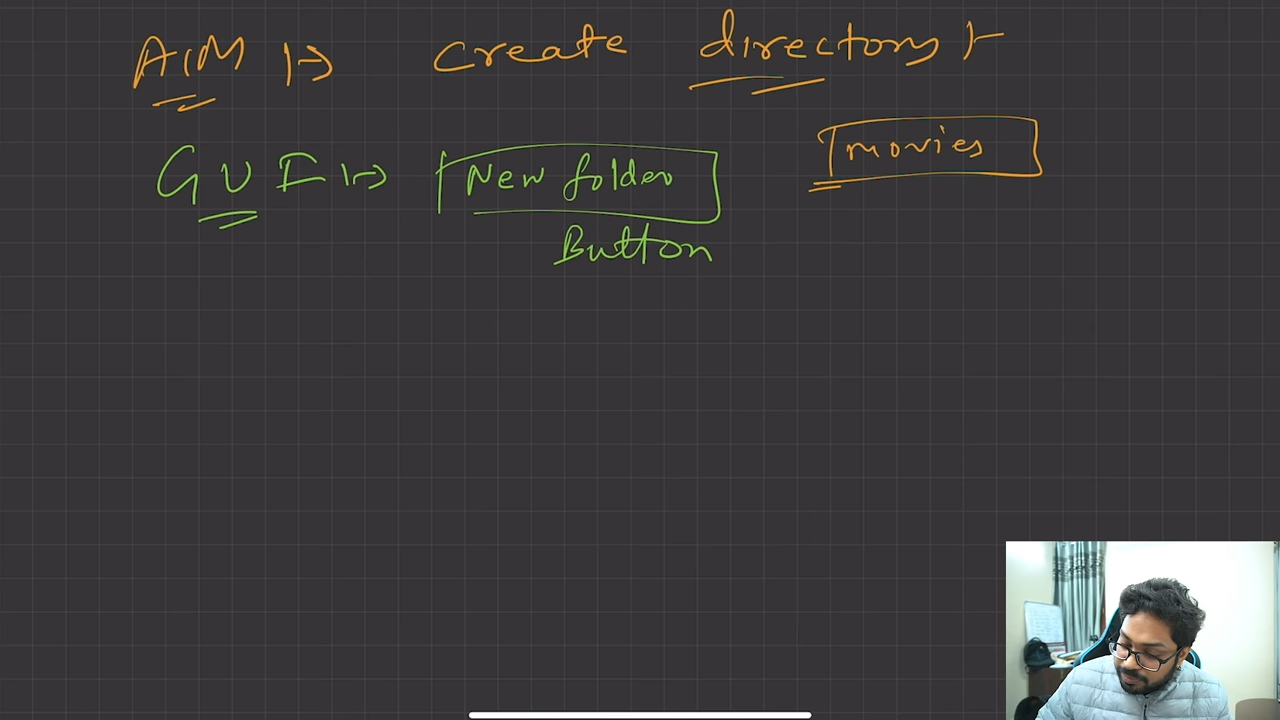 AIM :→ create directory :-
movies
GUI :→ New folder
Button